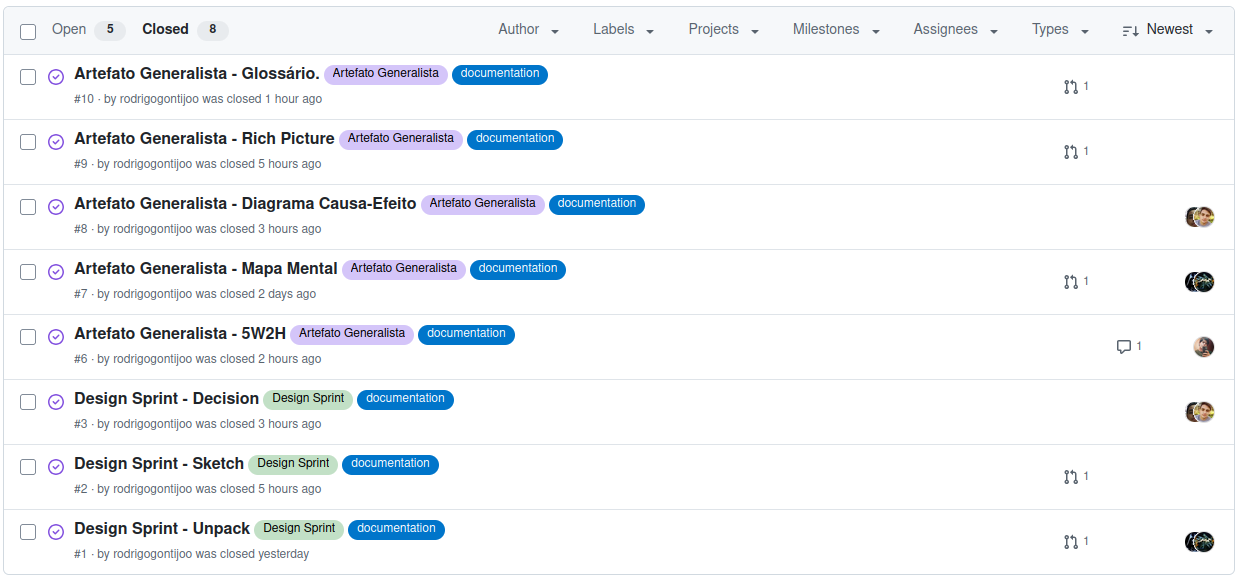 Open 5 Closed 8 Author Labels Projects Milestones Assignees Types Newest
Artefato Generalista - Glossário. Artefato Generalista documentation
#10 · by rodrigogontijoo was closed 1 hour ago
1
Artefato Generalista - Rich Picture Artefato Generalista documentation
#9 · by rodrigogontijoo was closed 5 hours ago
1
Artefato Generalista - Diagrama Causa-Efeito Artefato Generalista documentation
#8 · by rodrigogontijoo was closed 3 hours ago
Artefato Generalista - Mapa Mental Artefato Generalista documentation
#7 · by rodrigogontijoo was closed 2 days ago
1
Artefato Generalista - 5W2H Artefato Generalista documentation
#6 · by rodrigogontijoo was closed 2 hours ago
1
Design Sprint - Decision Design Sprint documentation
#3 · by rodrigogontijoo was closed 3 hours ago
Design Sprint - Sketch Design Sprint documentation
#2 · by rodrigogontijoo was closed 5 hours ago
1
Design Sprint - Unpack Design Sprint documentation
#1 · by rodrigogontijoo was closed yesterday
1